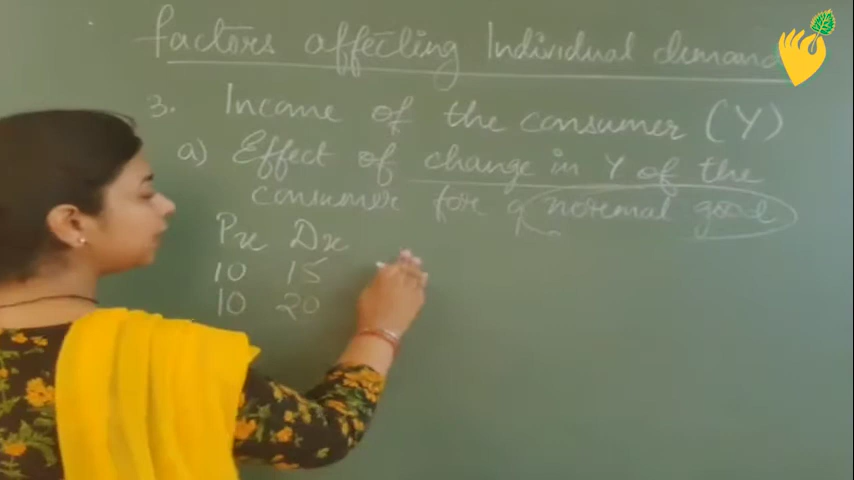 factors affecting Individual demand
3. Income of the consumer (Y)
a) Effect of change in Y of the
consumer for a normal good
Px Dx
10 15
10 20